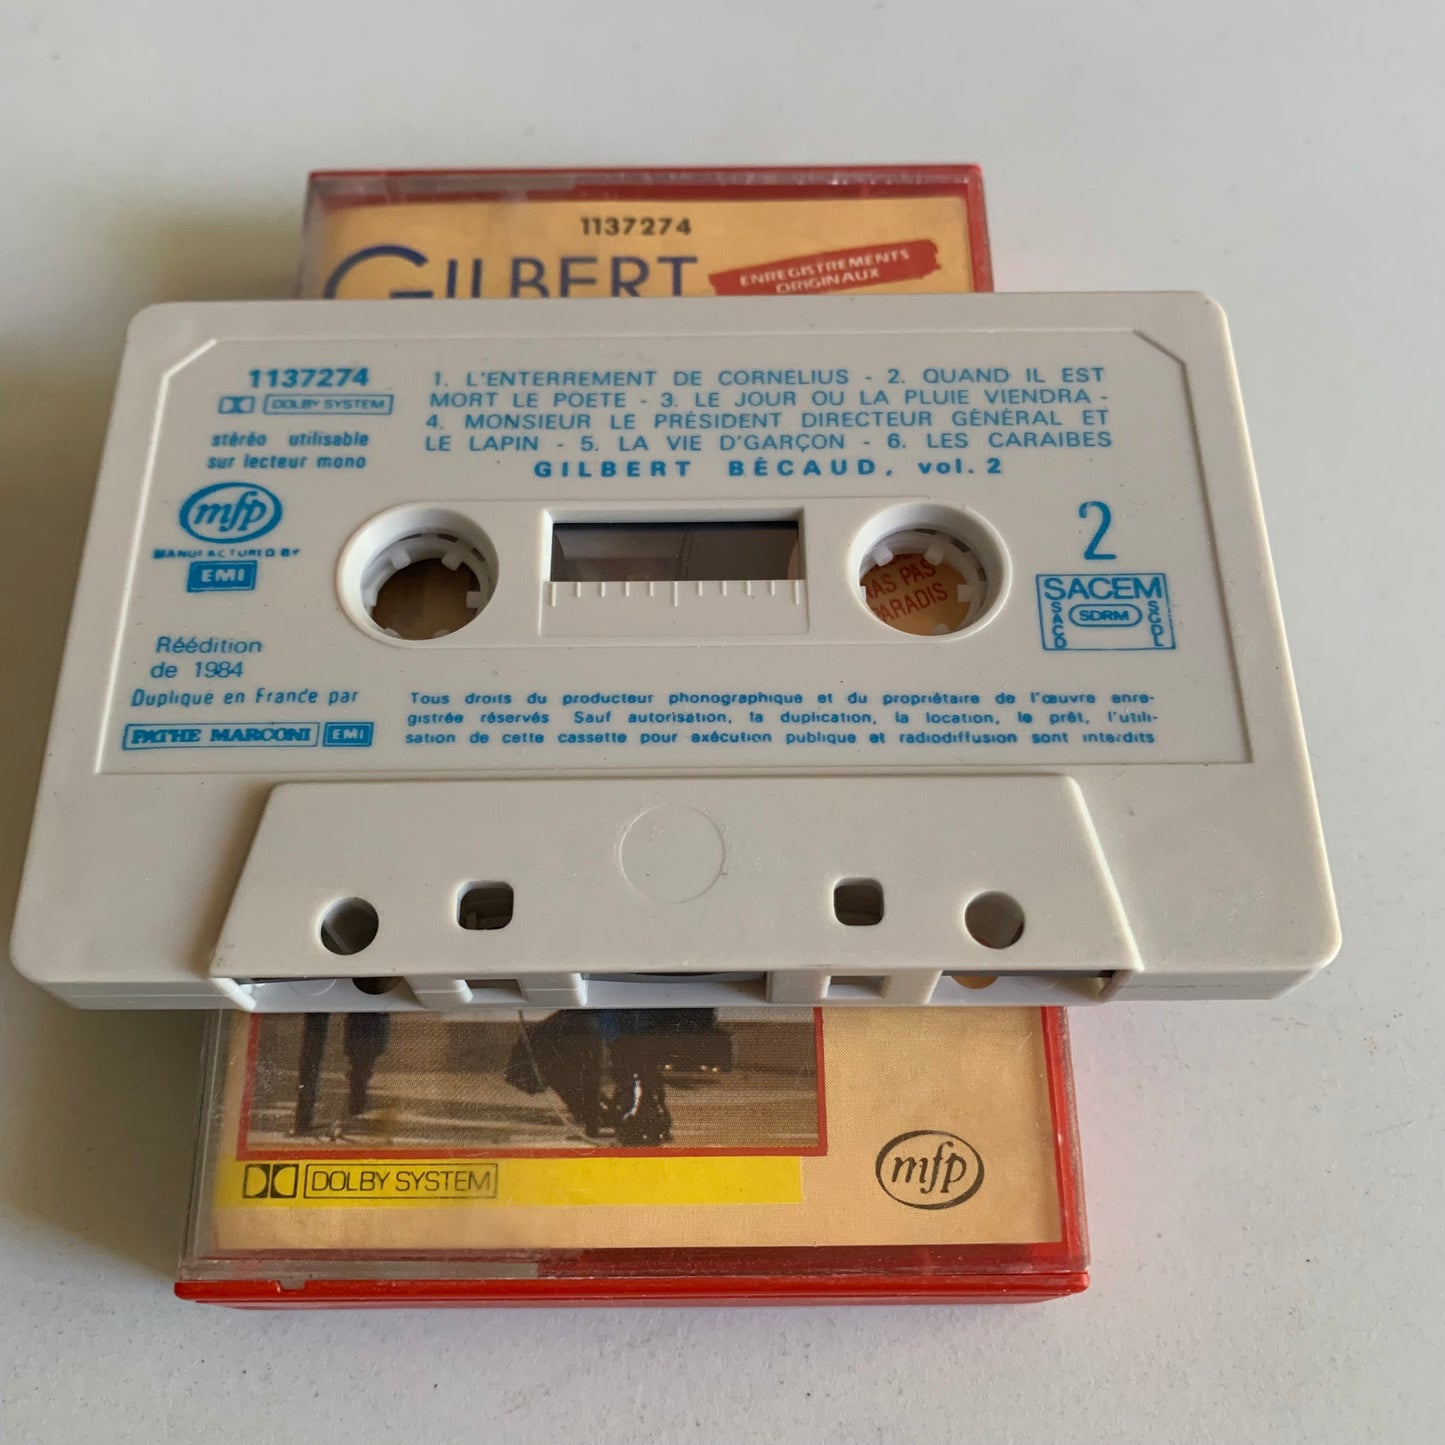 1137274
GILBERT
ENREGISTREMENTS
ORIGINAUX
1137274
DOLBY SYSTEM
stéréo utilisable
sur lecteur mono
mfp
MANUFACTURED BY
EMI
Réédition
de 1984
Duplique en France par
PATHE MARCONI EMI
1. L'ENTERREMENT DE CORNELIUS - 2. QUAND IL EST
MORT LE POETE - 3. LE JOUR OU LA PLUIE VIENDRA -
4. MONSIEUR LE PRÉSIDENT DIRECTEUR GÉNÉRAL ET
LE LAPIN - 5. LA VIE D'GARÇON - 6. LES CARAIBES
GILBERT BÉCAUD, vol. 2
2
PAS
PARADIS
SACEM
SACD
SDRM
SCDL
Tous droits du producteur phonographique et du propriétaire de l'œuvre enre-
gistrée réservés Sauf autorisation, la duplication, la location, le prêt, l'utili-
sation de cette cassette pour exécution publique et radiodiffusion sont interdits
DOLBY SYSTEM
mfp